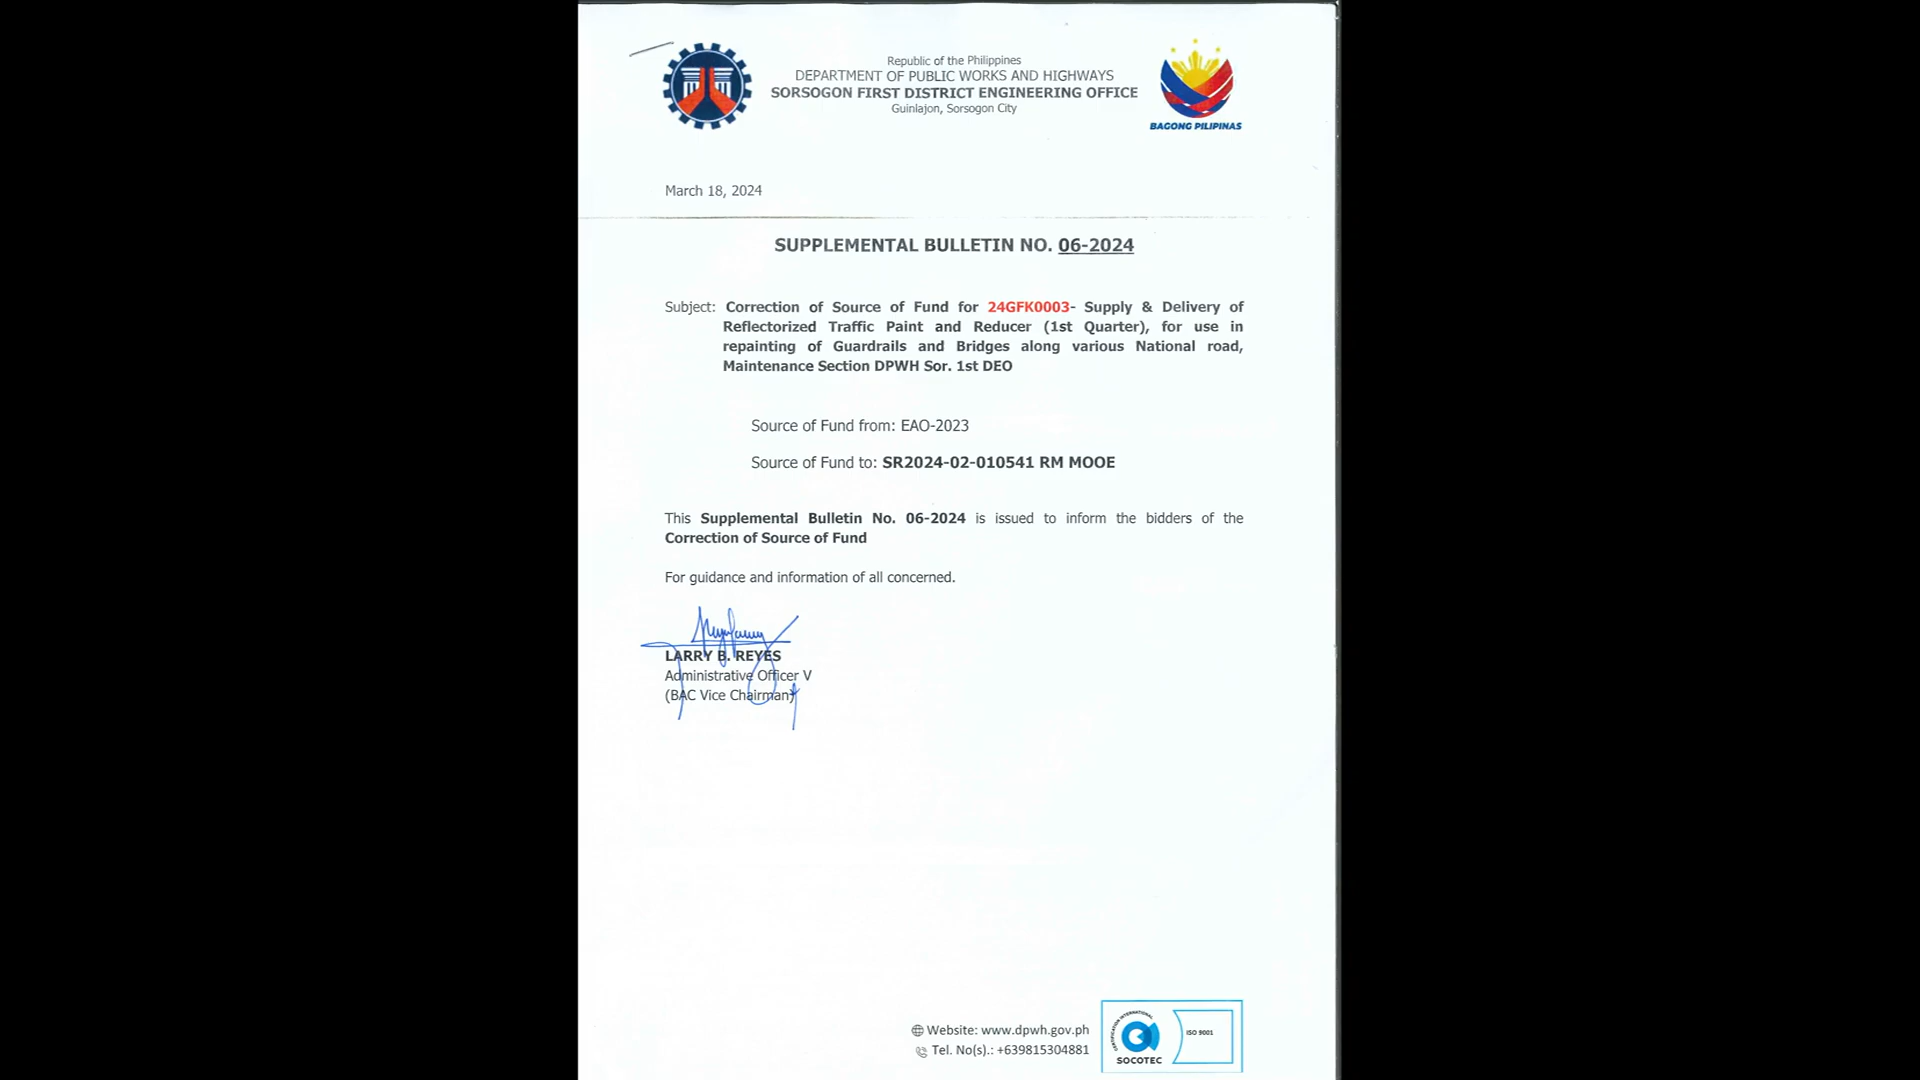 Republic of the Philippines
DEPARTMENT OF PUBLIC WORKS AND HIGHWAYS
SORSOGON FIRST DISTRICT ENGINEERING OFFICE
Guinlajon, Sorsogon City
BAGONG PILIPINAS
March 18, 2024
SUPPLEMENTAL BULLETIN NO. 06-2024
Subject: Correction of Source of Fund for 24GFK0003- Supply & Delivery of
Reflectorized Traffic Paint and Reducer (1st Quarter), for use in
repainting of Guardrails and Bridges along various National road,
Maintenance Section DPWH Sor. 1st DEO
Source of Fund from: EAO-2023
Source of Fund to: SR2024-02-010541 RM MOOE
This Supplemental Bulletin No. 06-2024 is issued to inform the bidders of the
Correction of Source of Fund
For guidance and information of all concerned.
LARRY B. REYES
Administrative Officer V
(BAC Vice Chairman)
Website: www.dpwh.gov.ph
Tel. No(s).: +639815304881
CERTIFICATION INTERNATIONAL
SOCOTEC
ISO 9001